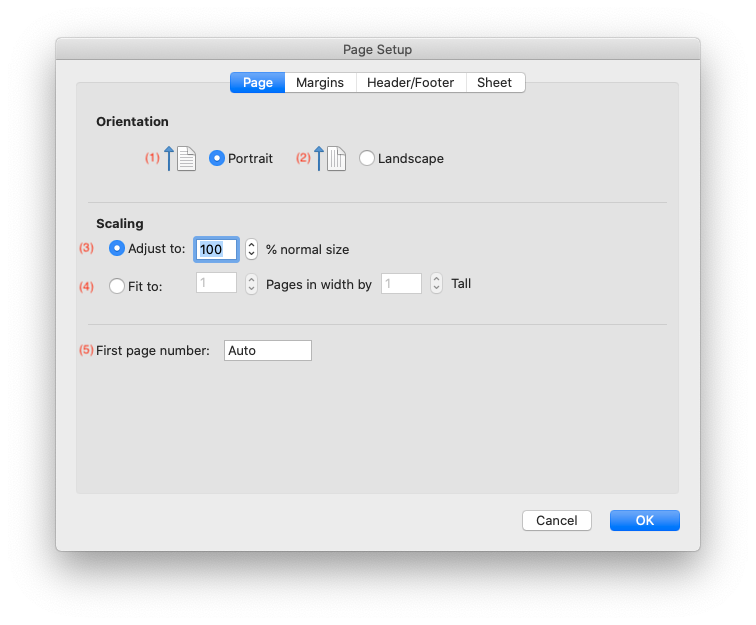 Page Setup
Page Margins Header/Footer Sheet
Orientation
(1) Portrait (2) Landscape
Scaling
(3) Adjust to: 100 % normal size
(4) Fit to: 1 Pages in width by 1 Tall
(5) First page number: Auto
Cancel OK